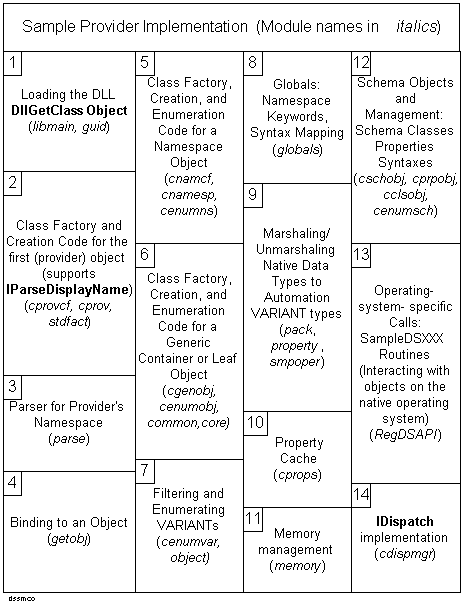 Sample Provider Implementation (Module names in italics)
1
Loading the DLL
DllGetClass Object
(libmain, guid)
2
Class Factory and
Creation Code for the
first (provider) object
(supports
IParseDisplayName)
(cprovcf, cprov,
stdfact)
3
Parser for Provider's
Namespace
(parse)
4
Binding to an Object
(getobj)
5
Class Factory,
Creation, and
Enumeration
Code for a
Namespace
Object
(cnamcf,
cnamesp,
cenumns)
6
Class Factory,
Creation, and
Enumeration
Code for a
Generic
Container or Leaf
Object
(cgenobj,
cenumobj,
common,core)
7
Filtering and
Enumerating
VARIANTs
(cenumvar,
object)
8
Globals:
Namespace
Keywords,
Syntax Mapping
(globals)
9
Marshaling/
Unmarshaling
Native Data
Types to
Automation
VARIANT types
(pack,
property ,
smpoper)
10
Property
Cache
(cprops)
11
Memory
management
(memory)
12
Schema Objects
and
Management:
Schema Classes
Properties
Syntaxes
(cschobj, cprpobj,
cclsobj,
cenumsch)
13
Operating-
system- specific
Calls:
SampleDSXXX
Routines
(Interacting with
objects on the
native operating
system)
(RegDSAPI)
14
IDispatch
implementation
(cdispmgr)
dssmco